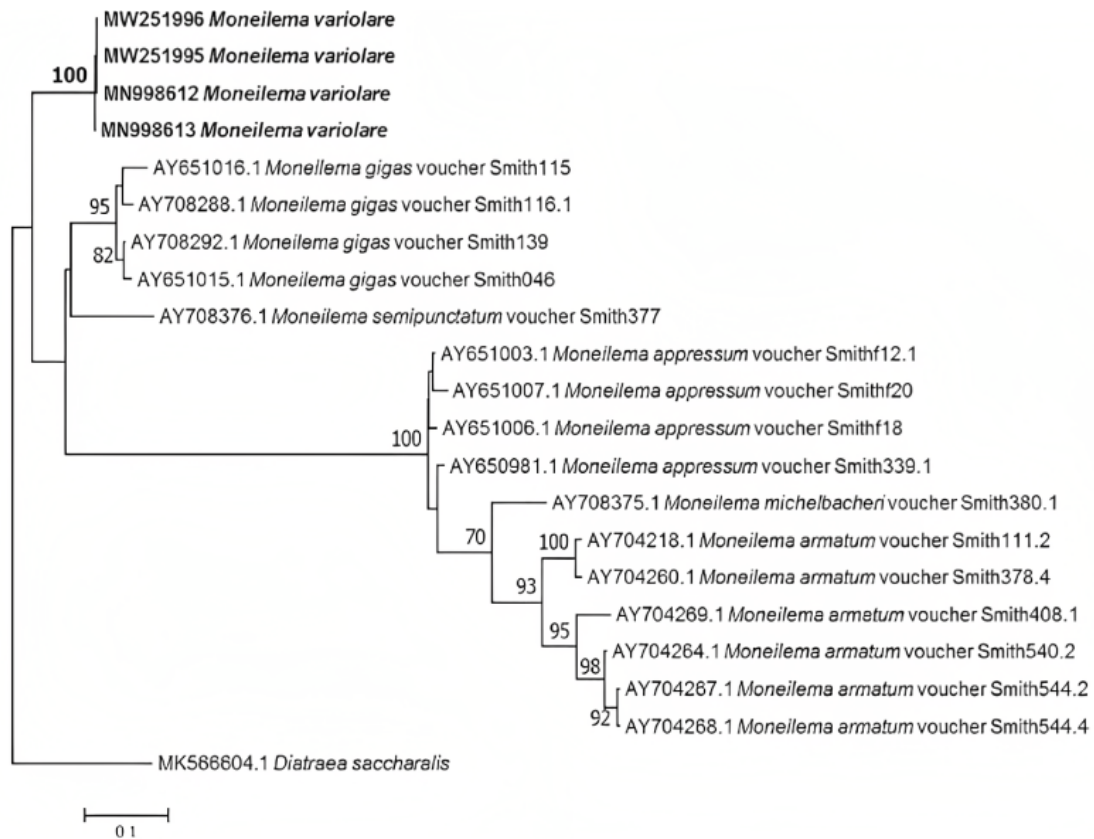 MW251996 Moneilema variolare
MW251995 Moneilema variolare
100
MN998612 Moneilema variolare
MN998613 Moneilema variolare
AY651016.1 Moneilema gigas voucher Smith115
95
AY708288.1 Moneilema gigas voucher Smith116.1
AY708292.1 Moneilema gigas voucher Smith139
82
AY651015.1 Moneilema gigas voucher Smith046
AY708376.1 Moneilema semipunctatum voucher Smith377
AY651003.1 Moneilema appressum voucher Smithf12.1
AY651007.1 Moneilema appressum voucher Smithf20
AY651006.1 Moneilema appressum voucher Smithf18
100
AY650981.1 Moneilema appressum voucher Smith339.1
AY708375.1 Moneilema michelbacheri voucher Smith380.1
70
100
AY704218.1 Moneilema armatum voucher Smith111.2
AY704260.1 Moneilema armatum voucher Smith378.4
93
AY704269.1 Moneilema armatum voucher Smith408.1
95
AY704264.1 Moneilema armatum voucher Smith540.2
98
AY704267.1 Moneilema armatum voucher Smith544.2
92
AY704268.1 Moneilema armatum voucher Smith544.4
MK566604.1 Diatraea saccharalis
0 1